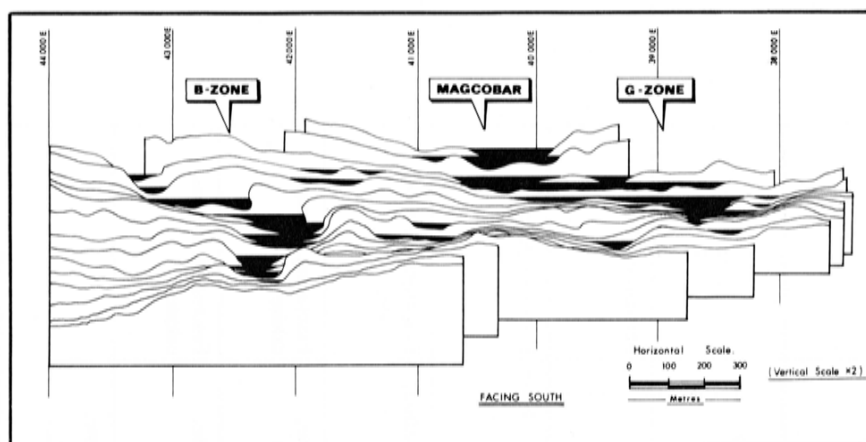 44 000 E
43 000 E
42 000 E
41 000 E
40 000 E
39 000 E
38 000 E
B-ZONE
MAGCOBAR
G-ZONE
Horizontal Scale.
0 100 200 300
Metres
(Vertical Scale ×2)
FACING SOUTH